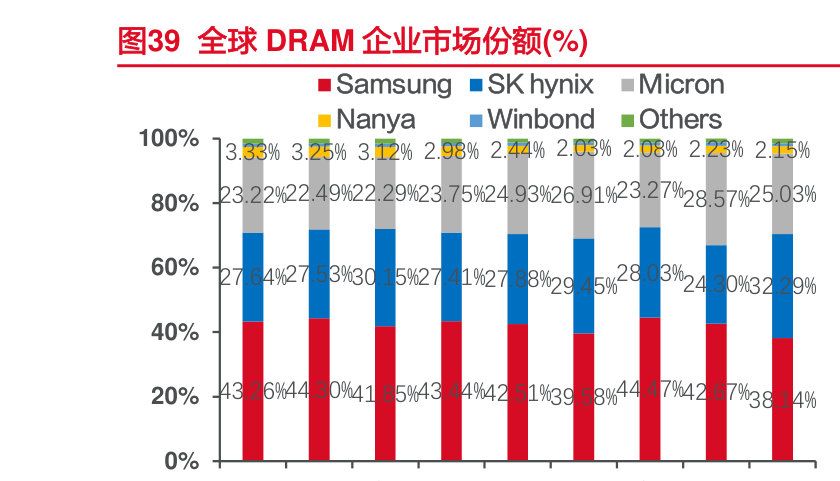 图39 全球 DRAM 企业市场份额(%)
Samsung SK hynix Micron
Nanya Winbond Others
100%
3.33% 3.25% 3.12% 2.98% 2.44% 2.03% 2.08% 2.23% 2.15%
80%
23.22% 22.49% 22.29% 23.75% 24.93% 26.91% 23.27% 28.57% 25.03%
60%
27.64% 27.53% 30.15% 27.41% 27.88% 29.45% 28.03% 24.30% 32.29%
40%
43.26% 44.30% 41.85% 43.44% 42.51% 39.58% 44.47% 42.67% 38.14%
20%
0%